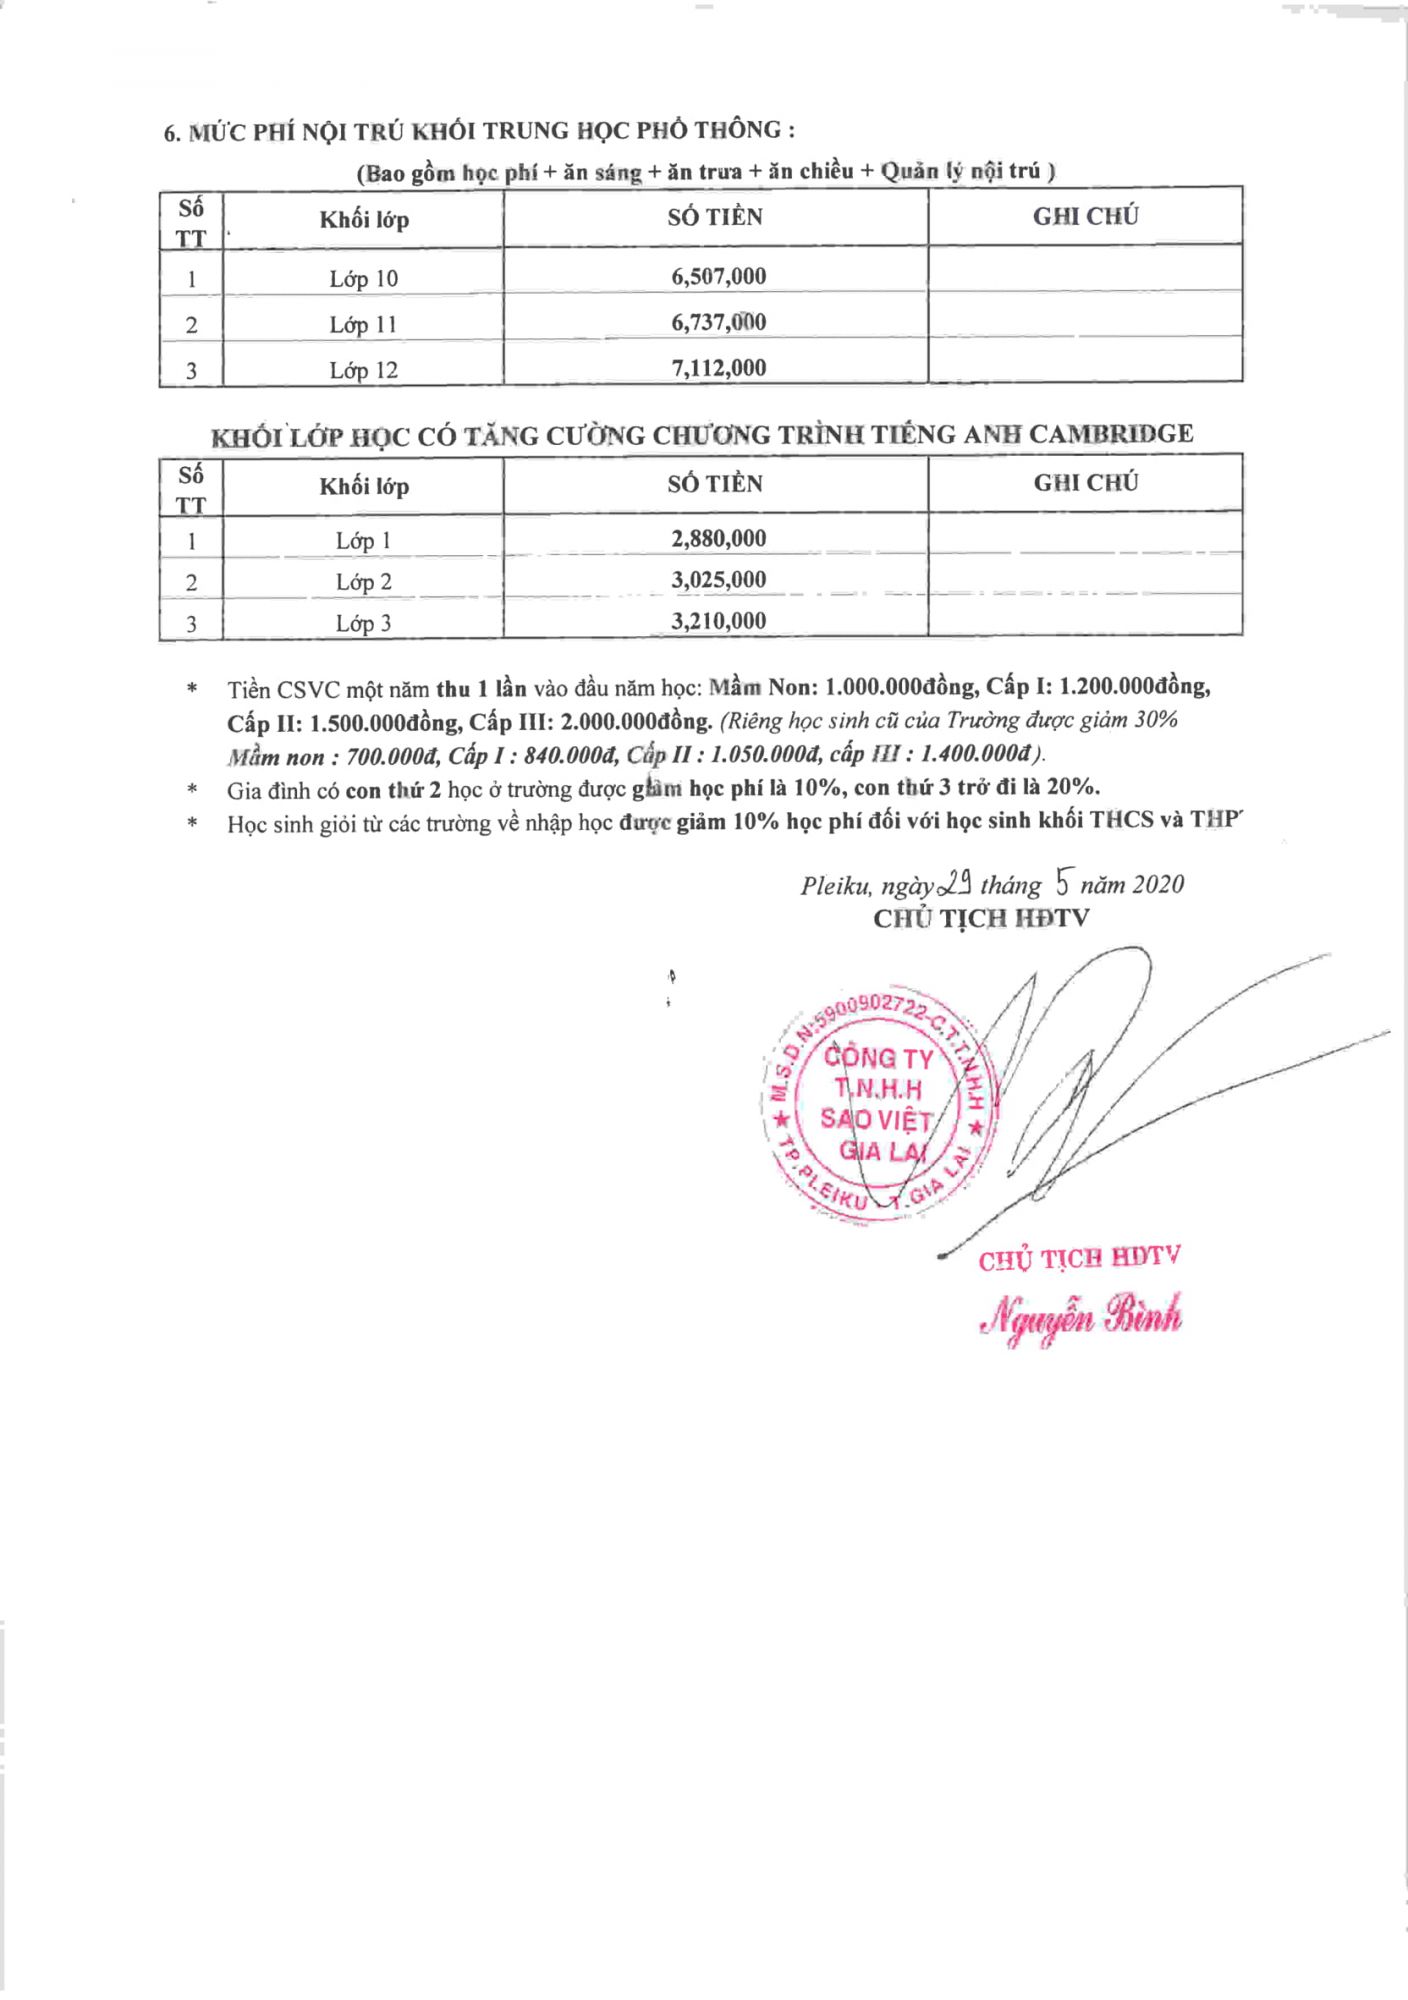 6. MỨC PHÍ NỘI TRÚ KHỐI TRUNG HỌC PHỔ THÔNG :
(Bao gồm học phí + ăn sáng + ăn trưa + ăn chiều + Quản lý nội trú )
Số TT Khối lớp SỐ TIỀN GHI CHÚ
1 Lớp 10 6,507,000
2 Lớp 11 6,737,000
3 Lớp 12 7,112,000
KHỐI LỚP HỌC CÓ TĂNG CƯỜNG CHƯƠNG TRÌNH TIẾNG ANH CAMBRIDGE
Số TT Khối lớp SỐ TIỀN GHI CHÚ
1 Lớp 1 2,880,000
2 Lớp 2 3,025,000
3 Lớp 3 3,210,000
* Tiền CSVC một năm thu 1 lần vào đầu năm học: Mầm Non: 1.000.000đồng, Cấp I: 1.200.000đồng,
Cấp II: 1.500.000đồng, Cấp III: 2.000.000đồng. (Riêng học sinh cũ của Trường được giảm 30%
Mầm non : 700.000đ, Cấp I : 840.000đ, Cấp II : 1.050.000đ, cấp III : 1.400.000đ).
* Gia đình có con thứ 2 học ở trường được giảm học phí là 10%, con thứ 3 trở đi là 20%.
* Học sinh giỏi từ các trường về nhập học được giảm 10% học phí đối với học sinh khối THCS và THP
Pleiku, ngày 29 tháng 5 năm 2020
CHỦ TỊCH HĐTV
M.S.D.N:5900902722-C.T.T.N.H.H
CÔNG TY
T.N.H.H
SAO VIỆT
GIA LAI
TP.PLEIKU - T.GIA LAI
CHỦ TỊCH HĐTV
Nguyễn Bình